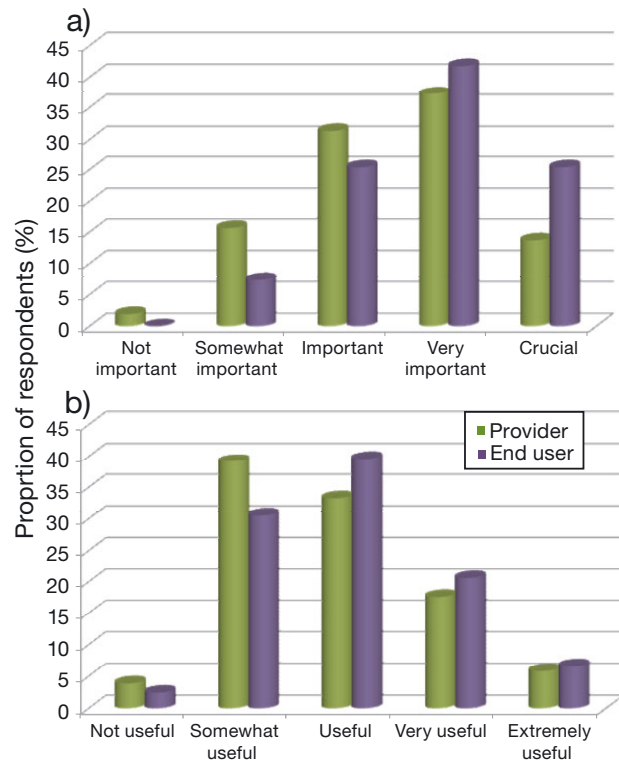 a)
45
40
35
30
25
20
15
10
5
0
Not important
Somewhat important
Important
Very important
Crucial
Proprtion of respondents (%)
b)
45
40
35
30
25
20
15
10
5
0
Provider
End user
Not useful
Somewhat useful
Useful
Very useful
Extremely useful